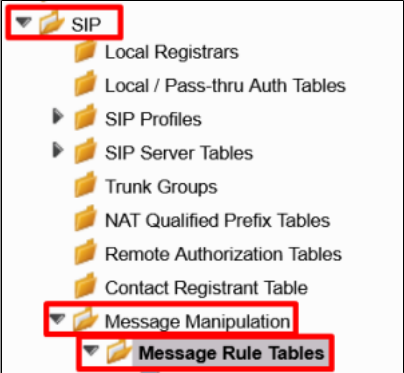 SIP
Local Registrars
Local / Pass-thru Auth Tables
SIP Profiles
SIP Server Tables
Trunk Groups
NAT Qualified Prefix Tables
Remote Authorization Tables
Contact Registrant Table
Message Manipulation
Message Rule Tables